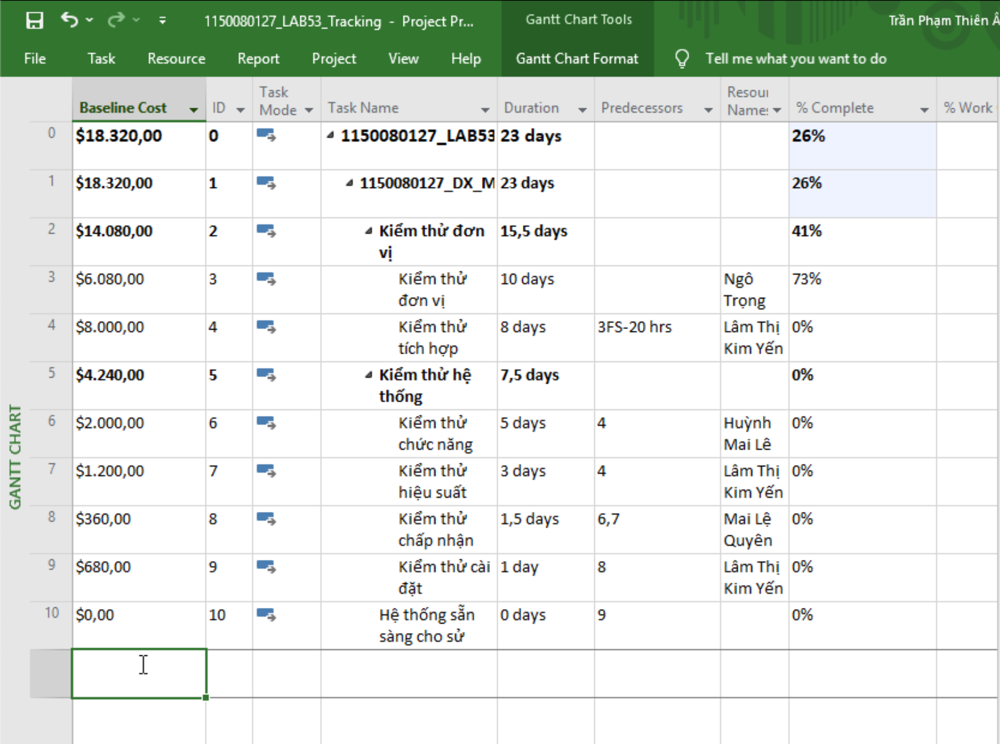 1150080127_LAB53_Tracking - Project Pr...
Gantt Chart Tools
Trần Phạm Thiên Â
File Task Resource Report Project View Help Gantt Chart Format Tell me what you want to do
Baseline Cost ID Task Mode Task Name Duration Predecessors Resour Names % Complete % Work
0 $18.320,00 0 1150080127_LAB53 23 days 26%
1 $18.320,00 1 1150080127_DX_M 23 days 26%
2 $14.080,00 2 Kiểm thử đơn vị 15,5 days 41%
3 $6.080,00 3 Kiểm thử đơn vị 10 days Ngô Trọng 73%
4 $8.000,00 4 Kiểm thử tích hợp 8 days 3FS-20 hrs Lâm Thị Kim Yến 0%
5 $4.240,00 5 Kiểm thử hệ thống 7,5 days 0%
6 $2.000,00 6 Kiểm thử chức năng 5 days 4 Huỳnh Mai Lê 0%
7 $1.200,00 7 Kiểm thử hiệu suất 3 days 4 Lâm Thị Kim Yến 0%
8 $360,00 8 Kiểm thử chấp nhận 1,5 days 6,7 Mai Lệ Quyên 0%
9 $680,00 9 Kiểm thử cài đặt 1 day 8 Lâm Thị Kim Yến 0%
10 $0,00 10 Hệ thống sẵn sàng cho sử 0 days 9 0%
GANTT CHART